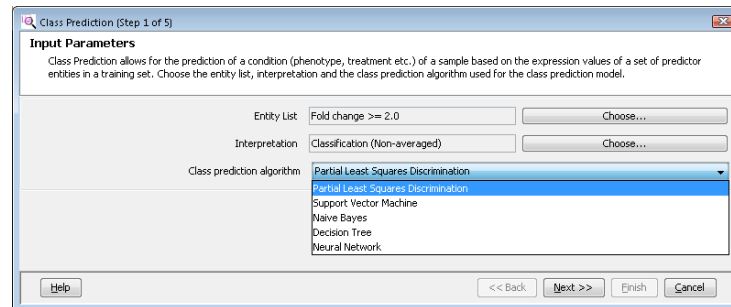 Class Prediction (Step 1 of 5)
Input Parameters
Class Prediction allows for the prediction of a condition (phenotype, treatment etc.) of a sample based on the expression values of a set of predictor
entities in a training set. Choose the entity list, interpretation and the class prediction algorithm used for the class prediction model.
Entity List Fold change >= 2.0 Choose...
Interpretation Classification (Non-averaged) Choose...
Class prediction algorithm Partial Least Squares Discrimination
Partial Least Squares Discrimination
Support Vector Machine
Naive Bayes
Decision Tree
Neural Network
Help << Back Next >> Finish Cancel